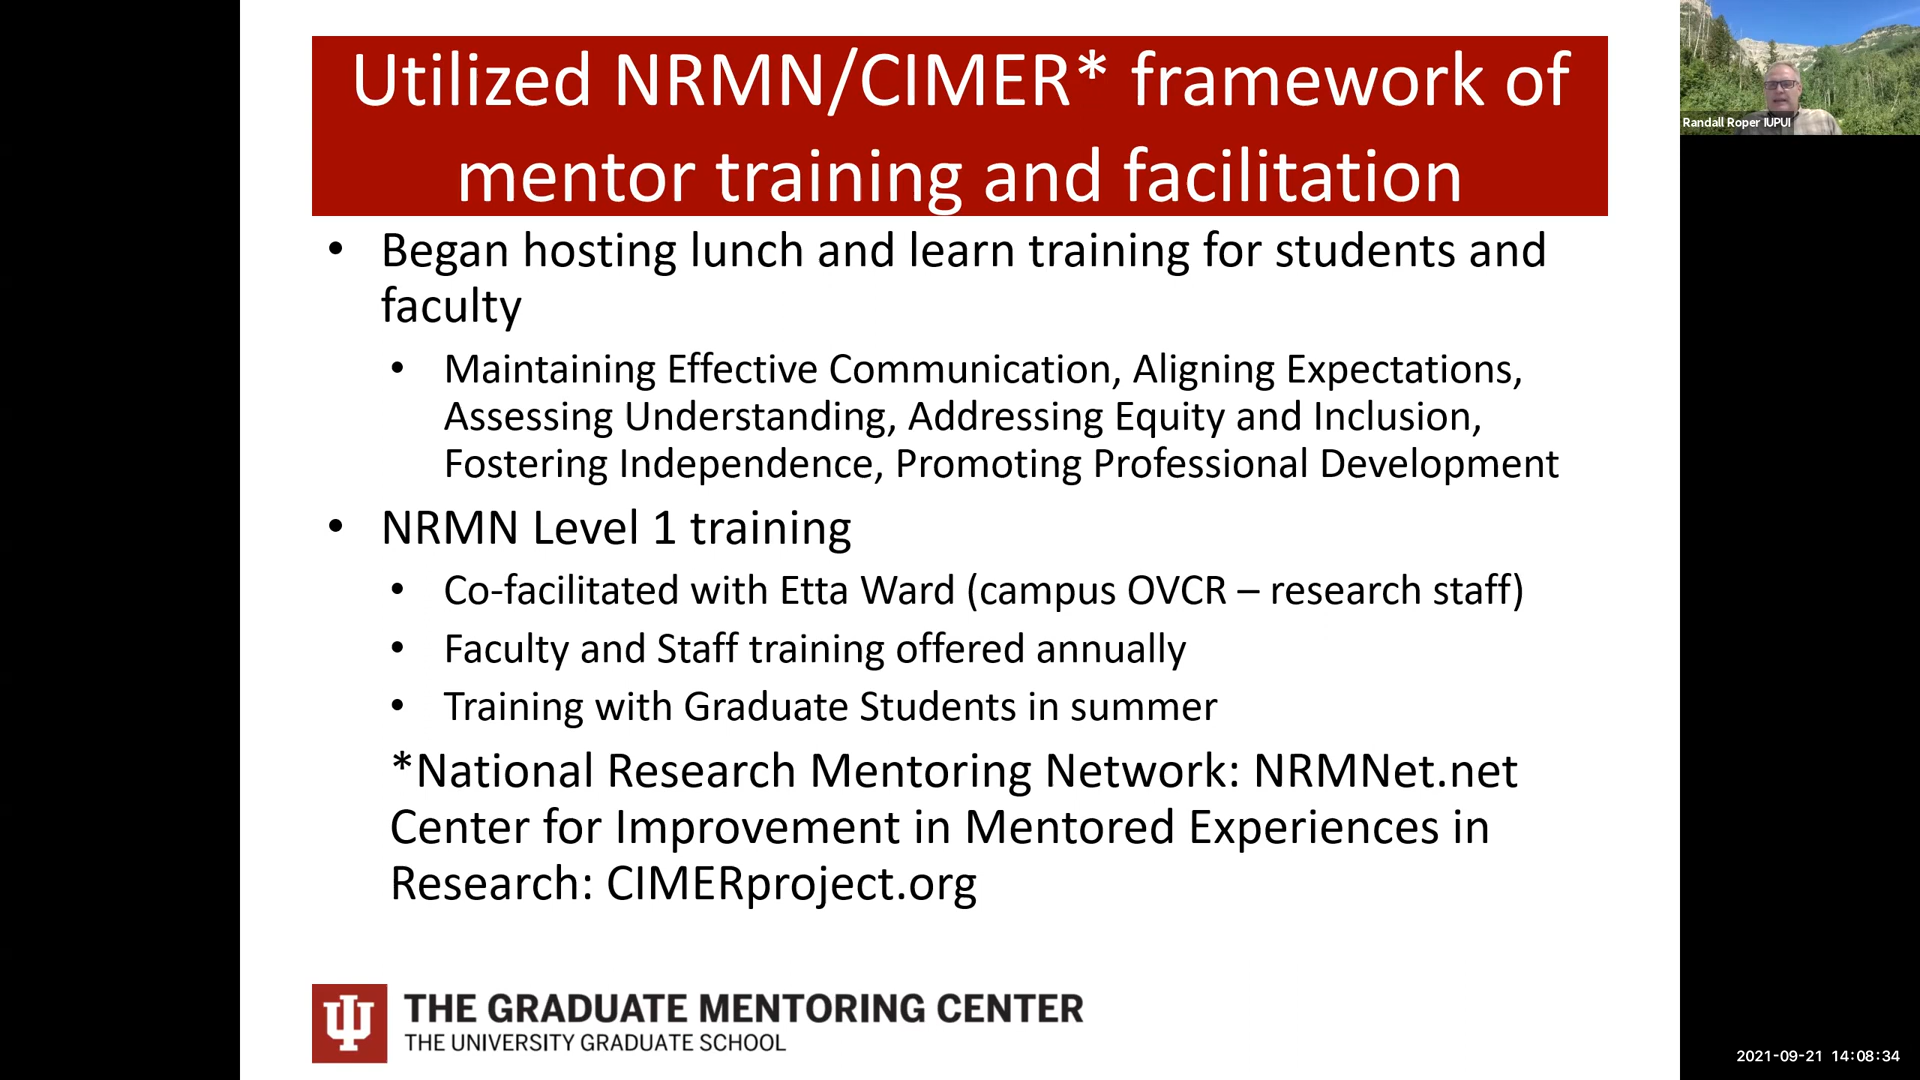 Utilized NRMN/CIMER* framework of
mentor training and facilitation
Randall Roper IUPUI
• Began hosting lunch and learn training for students and
faculty
• Maintaining Effective Communication, Aligning Expectations,
Assessing Understanding, Addressing Equity and Inclusion,
Fostering Independence, Promoting Professional Development
• NRMN Level 1 training
• Co-facilitated with Etta Ward (campus OVCR – research staff)
• Faculty and Staff training offered annually
• Training with Graduate Students in summer
*National Research Mentoring Network: NRMNet.net
Center for Improvement in Mentored Experiences in
Research: CIMERproject.org
THE GRADUATE MENTORING CENTER
THE UNIVERSITY GRADUATE SCHOOL
2021-09-21 14:08:34